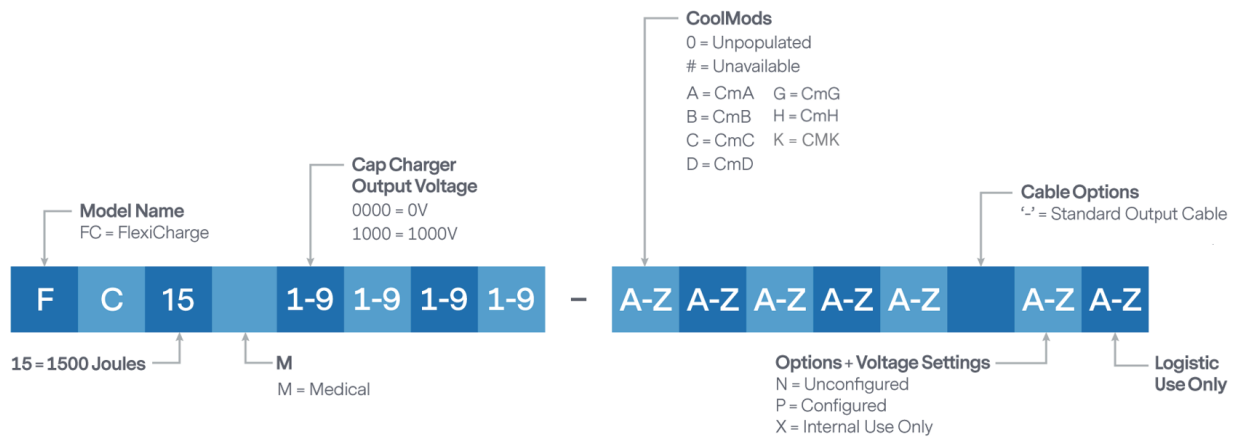 CoolMods
0 = Unpopulated
# = Unavailable
A = CmA G = CmG
B = CmB H = CmH
C = CmC K = CMK
D = CmD
Cap Charger
Output Voltage
0000 = 0V
1000 = 1000V
Model Name
FC = FlexiCharge
Cable Options
‘-’ = Standard Output Cable
F C 15 1-9 1-9 1-9 1-9 – A-Z A-Z A-Z A-Z A-Z A-Z A-Z
15 = 1500 Joules
M
M = Medical
Options + Voltage Settings
N = Unconfigured
P = Configured
X = Internal Use Only
Logistic
Use Only